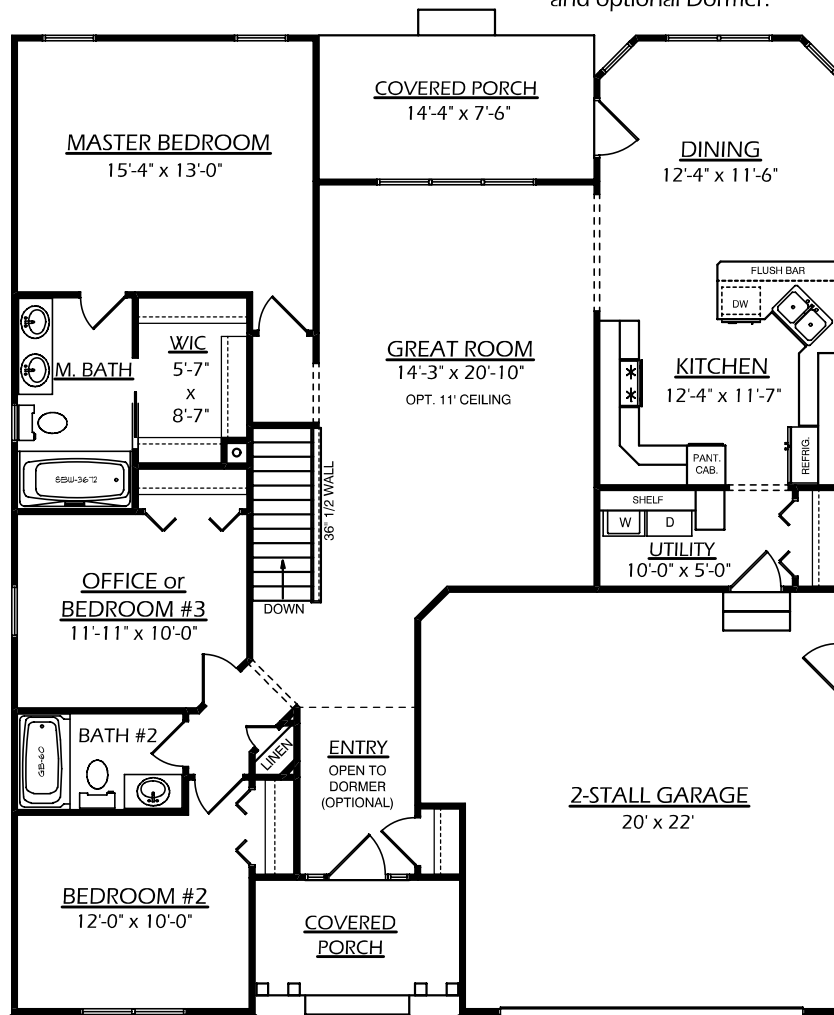 and optional Dormer.
COVERED PORCH
14'-4" x 7'-6"
MASTER BEDROOM
15'-4" x 13'-0"
DINING
12'-4" x 11'-6"
FLUSH BAR
DW
WIC
5'-7"
x
8'-7"
M. BATH
GREAT ROOM
14'-3" x 20'-10"
OPT. 11' CEILING
KITCHEN
12'-4" x 11'-7"
PANT.
CAB.
REFRIG.
SBW-3672
36" 1/2 WALL
SHELF
W
D
UTILITY
10'-0" x 5'-0"
OFFICE or
BEDROOM #3
11'-11" x 10'-0"
DOWN
BATH #2
GB-60
LINEN
ENTRY
OPEN TO
DORMER
(OPTIONAL)
2-STALL GARAGE
20' x 22'
BEDROOM #2
12'-0" x 10'-0"
COVERED
PORCH